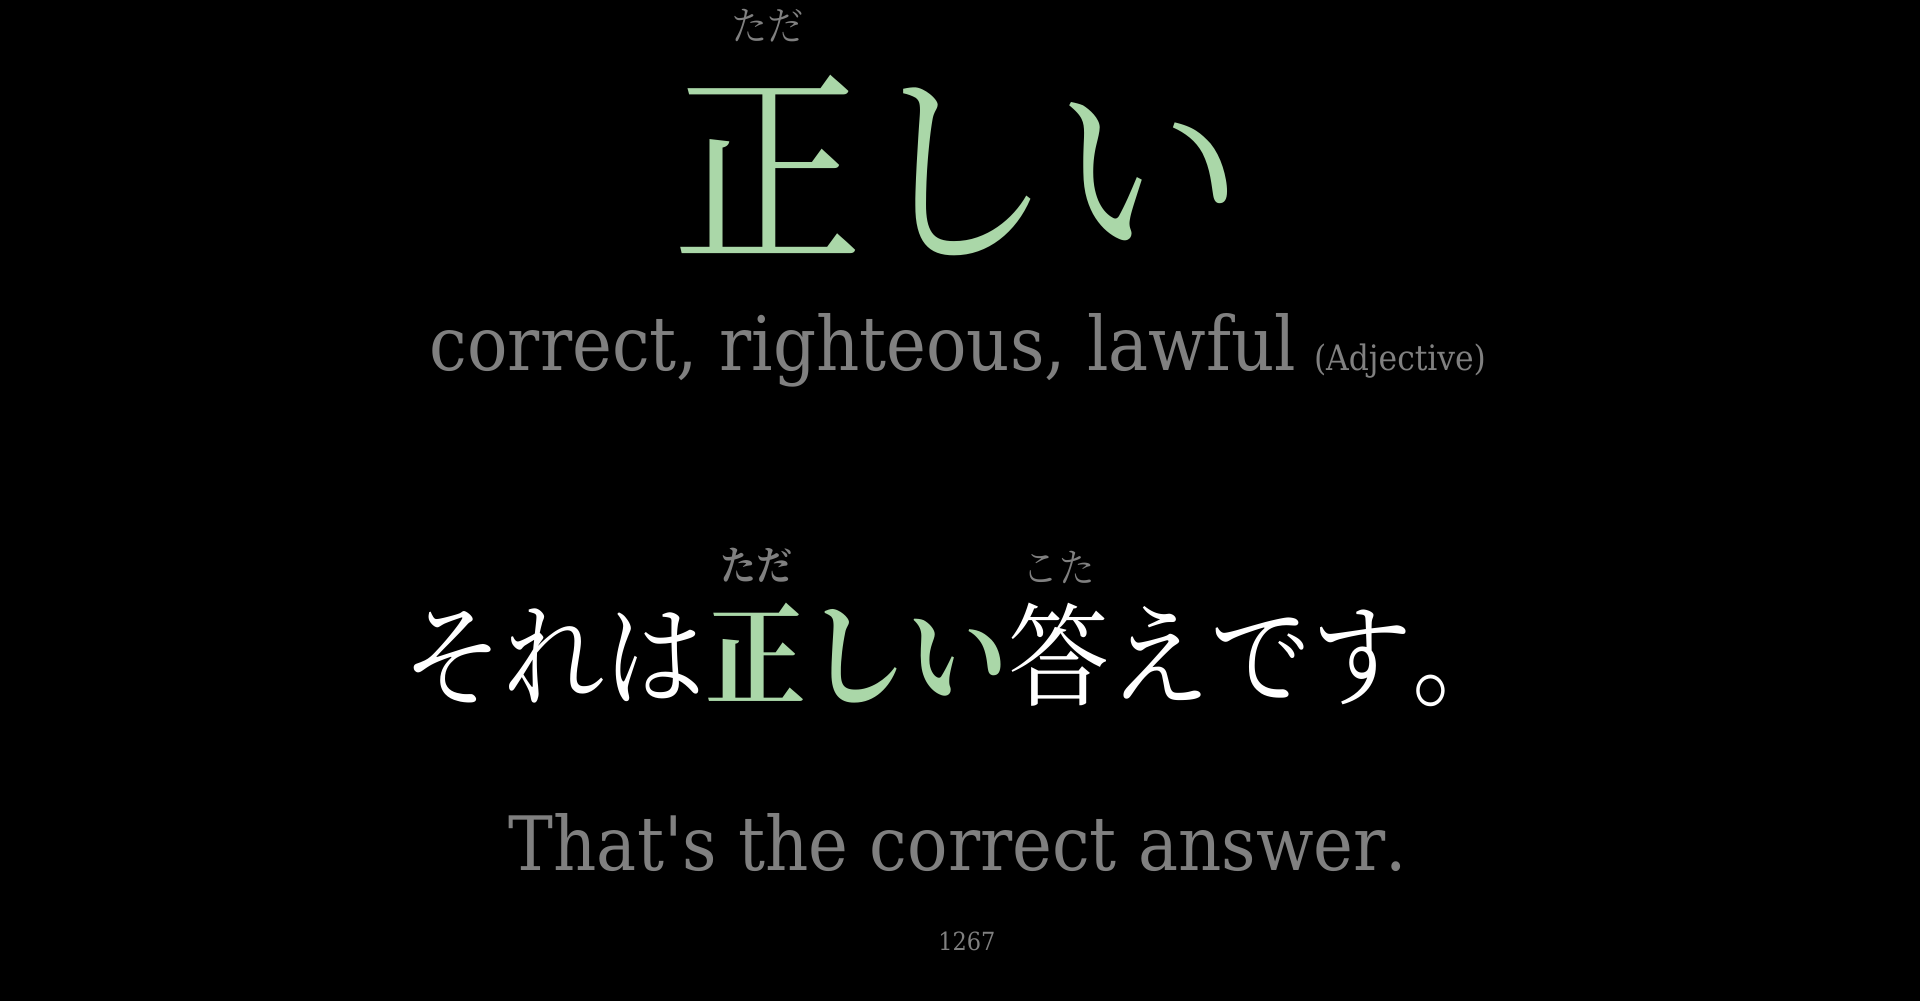 ただ
正しい
correct, righteous, lawful (Adjective)
ただ こた
それは正しい答えです。
That's the correct answer.
1267